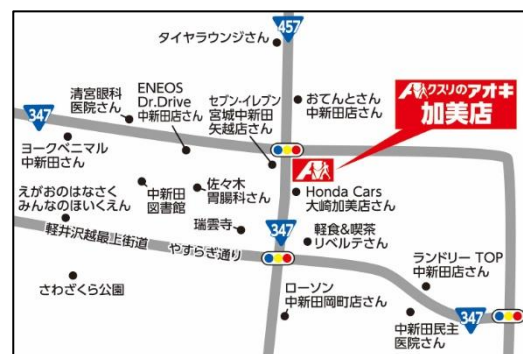 457
タイヤラウンジさん
清宮眼科
医院さん
ENEOS
Dr.Drive
中新田店さん
セブン-イレブン
宮城中新田
矢越店さん
おてんとさん
中新田店さん
クスリのアオキ
加美店
347
ヨークベニマル
中新田さん
えがおのはなさく
みんなのほいくえん
中新田
図書館
佐々木
胃腸科さん
Honda Cars
大崎加美店さん
瑞雲寺
347
軽食&喫茶
リベルテさん
軽井沢越最上街道
やすらぎ通り
さわざくら公園
ローソン
中新田岡町店さん
ランドリー TOP
中新田店さん
中新田民主
医院さん
347